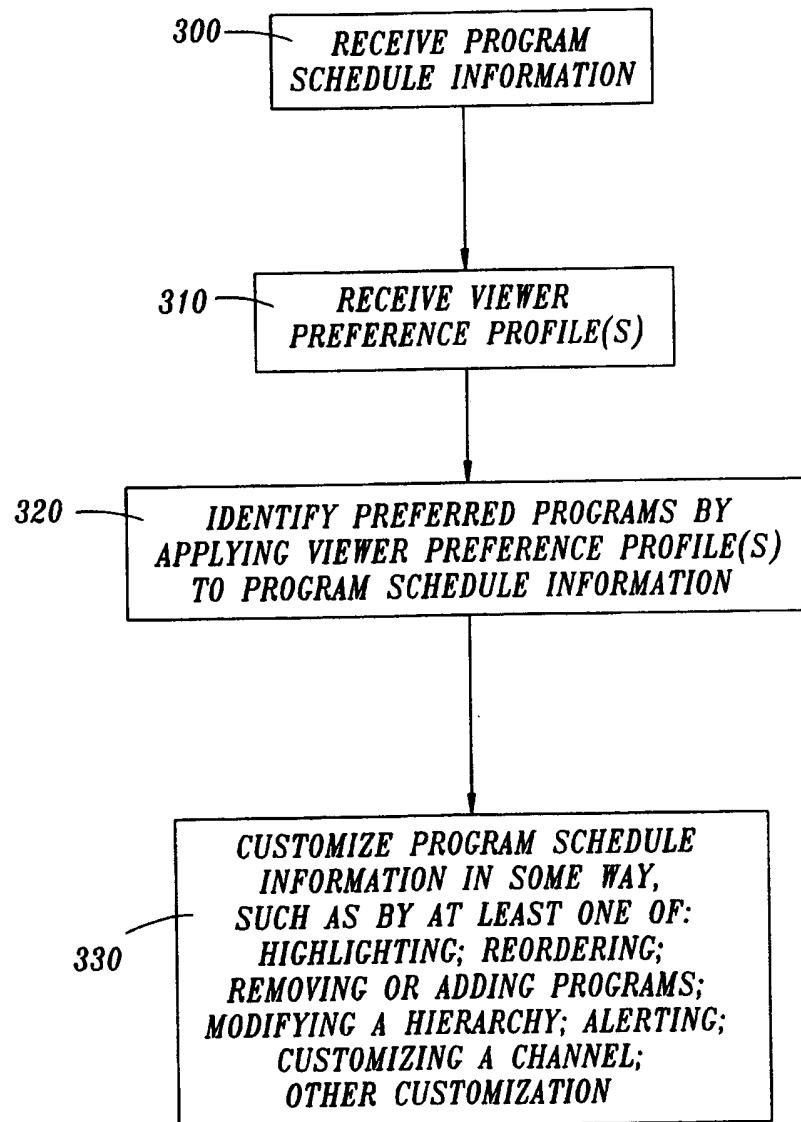 300
RECEIVE PROGRAM
SCHEDULE INFORMATION
310
RECEIVE VIEWER
PREFERENCE PROFILE(S)
320
IDENTIFY PREFERRED PROGRAMS BY
APPLYING VIEWER PREFERENCE PROFILE(S)
TO PROGRAM SCHEDULE INFORMATION
330
CUSTOMIZE PROGRAM SCHEDULE
INFORMATION IN SOME WAY,
SUCH AS BY AT LEAST ONE OF:
HIGHLIGHTING; REORDERING;
REMOVING OR ADDING PROGRAMS;
MODIFYING A HIERARCHY; ALERTING;
CUSTOMIZING A CHANNEL;
OTHER CUSTOMIZATION